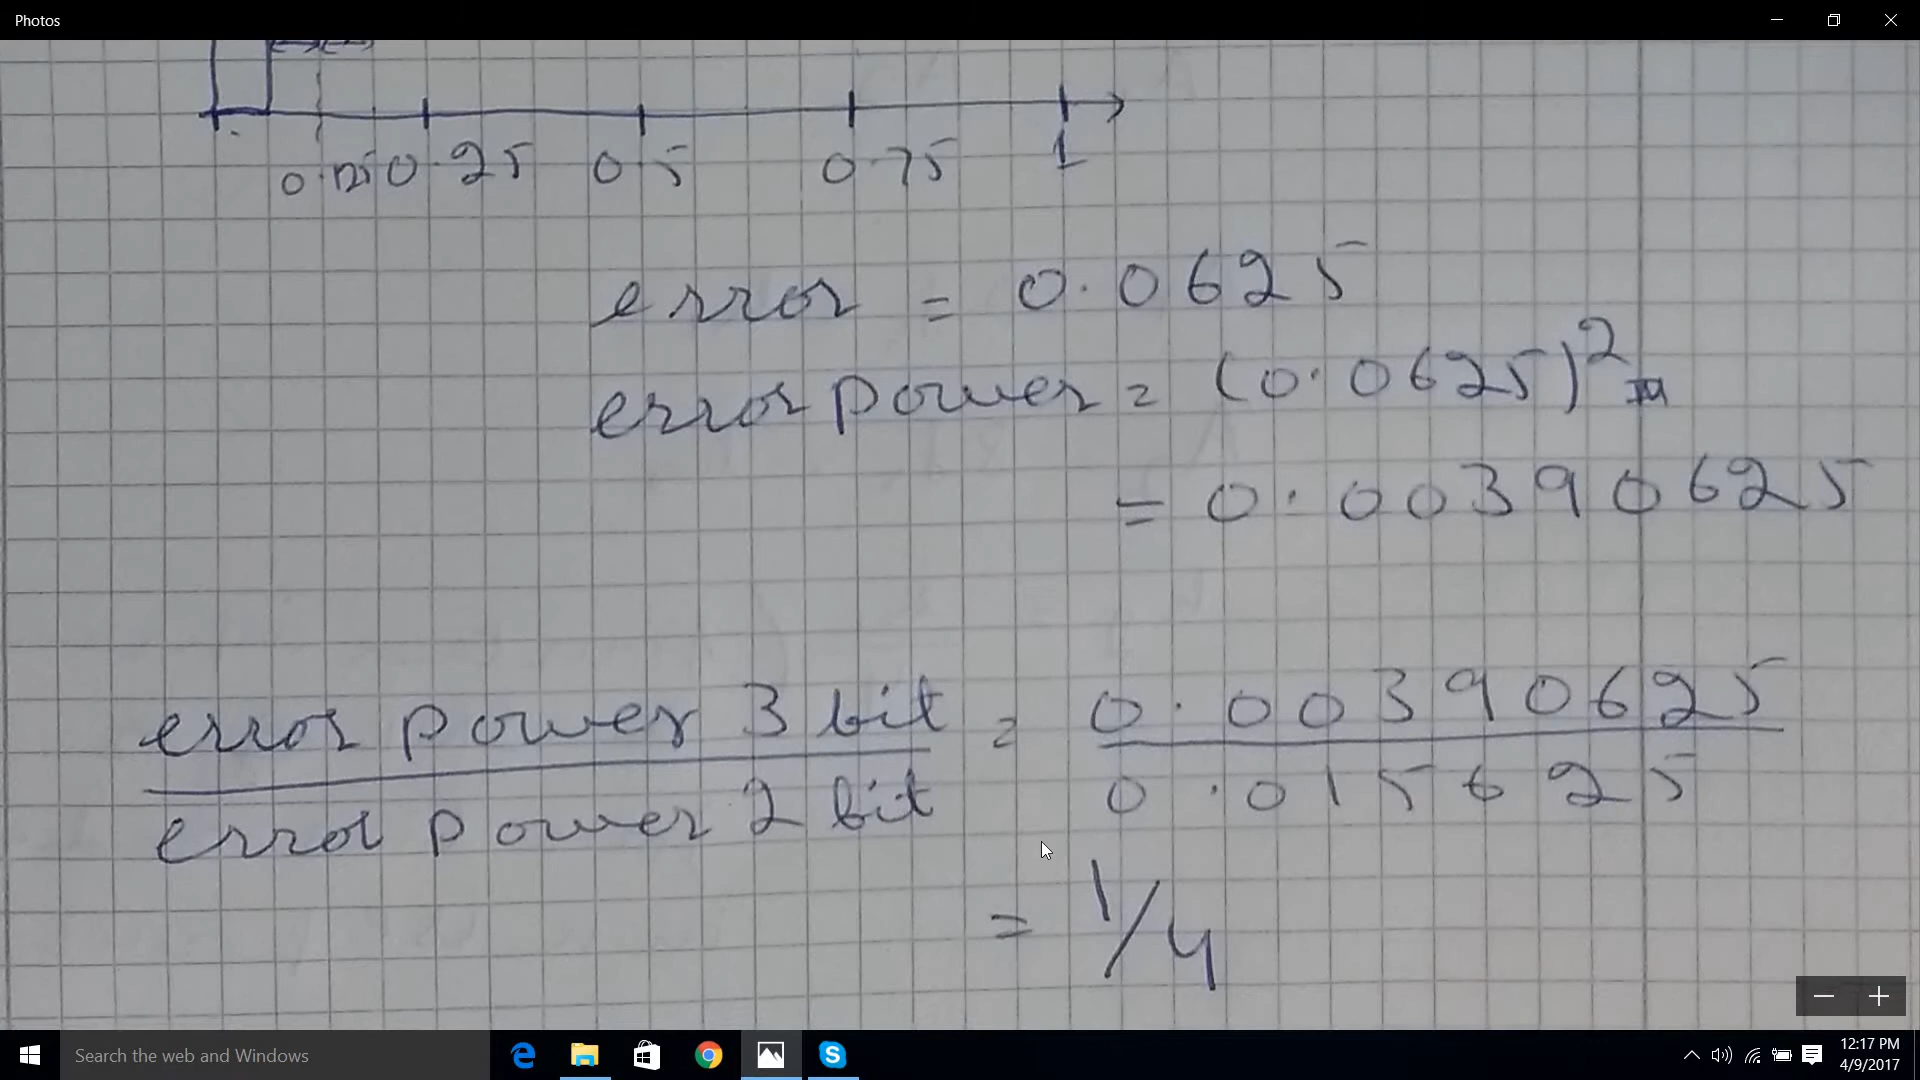 Photos
0.125 0.25 0.5 0.75 1
error = 0.0625
error power = (0.0625)²
= 0.00390625
error power 3 bit = 0.00390625
error power 2 bit 0.015625
= 1/4
Search the web and Windows
12:17 PM
4/9/2017